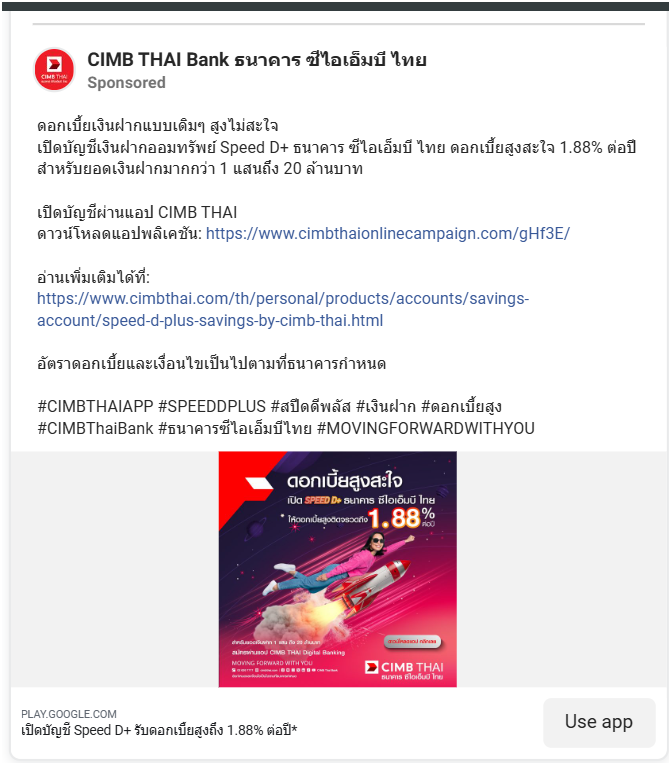 CIMB THAI Bank ธนาคาร ซีไอเอ็มบี ไทย
Sponsored
ดอกเบี้ยเงินฝากแบบเดิมๆ สูงไม่สะใจ
เปิดบัญชีเงินฝากออมทรัพย์ Speed D+ ธนาคาร ซีไอเอ็มบี ไทย ดอกเบี้ยสูงสะใจ 1.88% ต่อปี
สำหรับยอดเงินฝากมากกว่า 1 แสนถึง 20 ล้านบาท
เปิดบัญชีผ่านแอป CIMB THAI
ดาวน์โหลดแอปพลิเคชัน: https://www.cimbthaionlinecampaign.com/gHf3E/
อ่านเพิ่มเติมได้ที่:
https://www.cimbthai.com/th/personal/products/accounts/savings-
account/speed-d-plus-savings-by-cimb-thai.html
อัตราดอกเบี้ยและเงื่อนไขเป็นไปตามที่ธนาคารกำหนด
#CIMBTHAIAPP #SPEEDDPLUS #สปีดดีพลัส #เงินฝาก #ดอกเบี้ยสูง
#CIMBThaiBank #ธนาคารซีไอเอ็มบีไทย #MOVINGFORWARDWITHYOU
ดอกเบี้ยสูงสะใจ
เปิด SPEED D+ ธนาคาร ซีไอเอ็มบี ไทย
*ให้ดอกเบี้ยสูงติดจรวดถึง 1.88% ต่อปี
สมัครผ่านแอป CIMB THAI Digital Banking
MOVING FORWARD WITH YOU
CIMB THAI
ธนาคาร ซีไอเอ็มบี ไทย
PLAY.GOOGLE.COM
เปิดบัญชี Speed D+ รับดอกเบี้ยสูงถึง 1.88% ต่อปี*
Use app